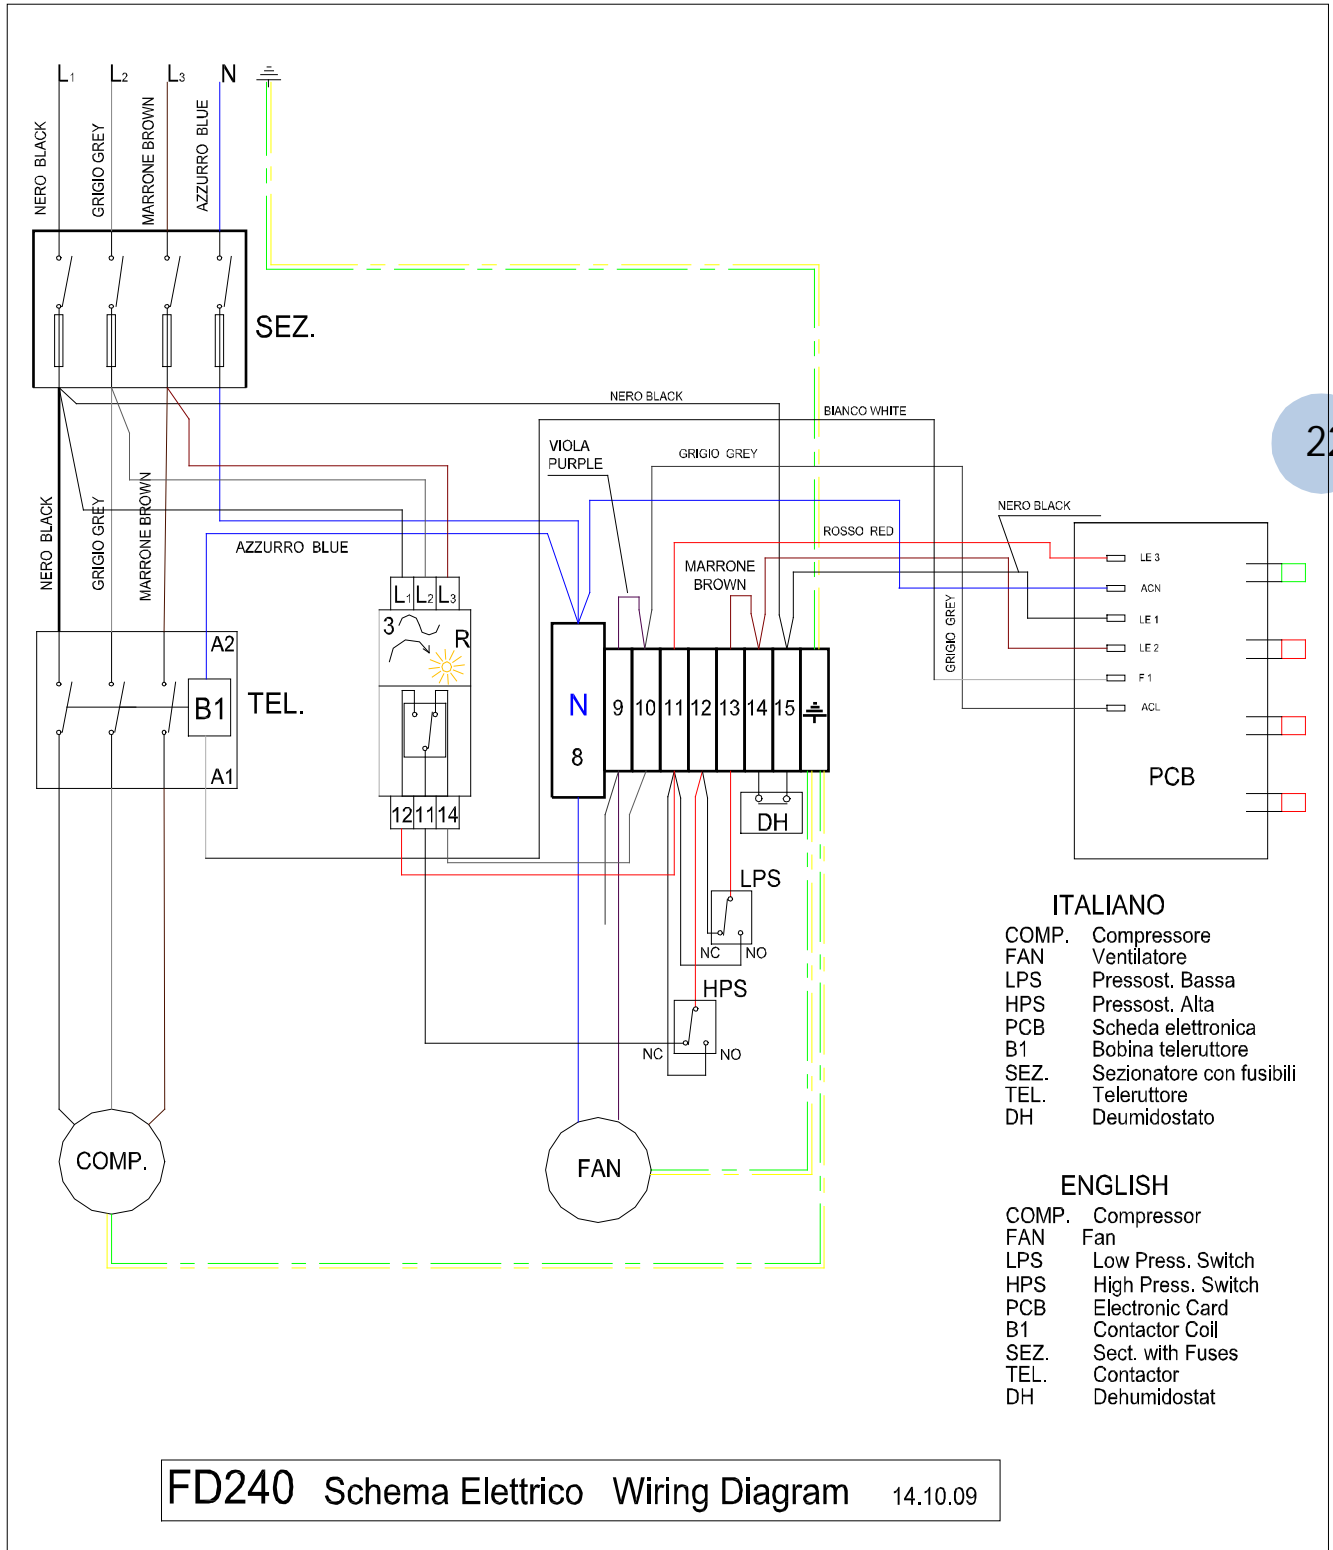 L1 L2 L3 N
NERO BLACK
GRIGIO GREY
MARRONE BROWN
AZZURRO BLUE
SEZ.
NERO BLACK
BIANCO WHITE
VIOLA
PURPLE
GRIGIO GREY
NERO BLACK
ROSSO RED
MARRONE
BROWN
AZZURRO BLUE
NERO BLACK
GRIGIO GREY
MARRONE BROWN
GRIGIO GREY
22
LE 3
ACN
LE 1
LE 2
F 1
ACL
PCB
A2
B1
TEL.
A1
L1 L2 L3
3
R
12 11 14
N
8
9 10 11 12 13 14 15
DH
LPS
NC NO
HPS
NC NO
COMP.
FAN
ITALIANO
COMP. Compressore
FAN Ventilatore
LPS Pressost. Bassa
HPS Pressost. Alta
PCB Scheda elettronica
B1 Bobina teleruttore
SEZ. Sezionatore con fusibili
TEL. Teleruttore
DH Deumidostato
ENGLISH
COMP. Compressor
FAN Fan
LPS Low Press. Switch
HPS High Press. Switch
PCB Electronic Card
B1 Contactor Coil
SEZ. Sect. with Fuses
TEL. Contactor
DH Dehumidostat
FD240 Schema Elettrico Wiring Diagram 14.10.09